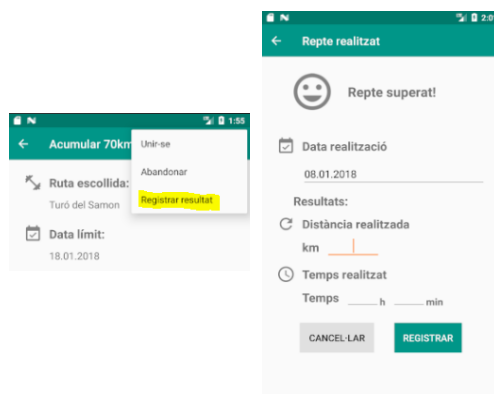 1:55
Acumular 70km
Unir-se
Abandonar
Registrar resultat
Ruta escollida:
Turó del Samon
Data límit:
18.01.2018
2:0
Repte realitzat
Repte superat!
Data realització
08.01.2018
Resultats:
Distància realitzada
km
Temps realitzat
Temps h min
CANCEL·LAR REGISTRAR